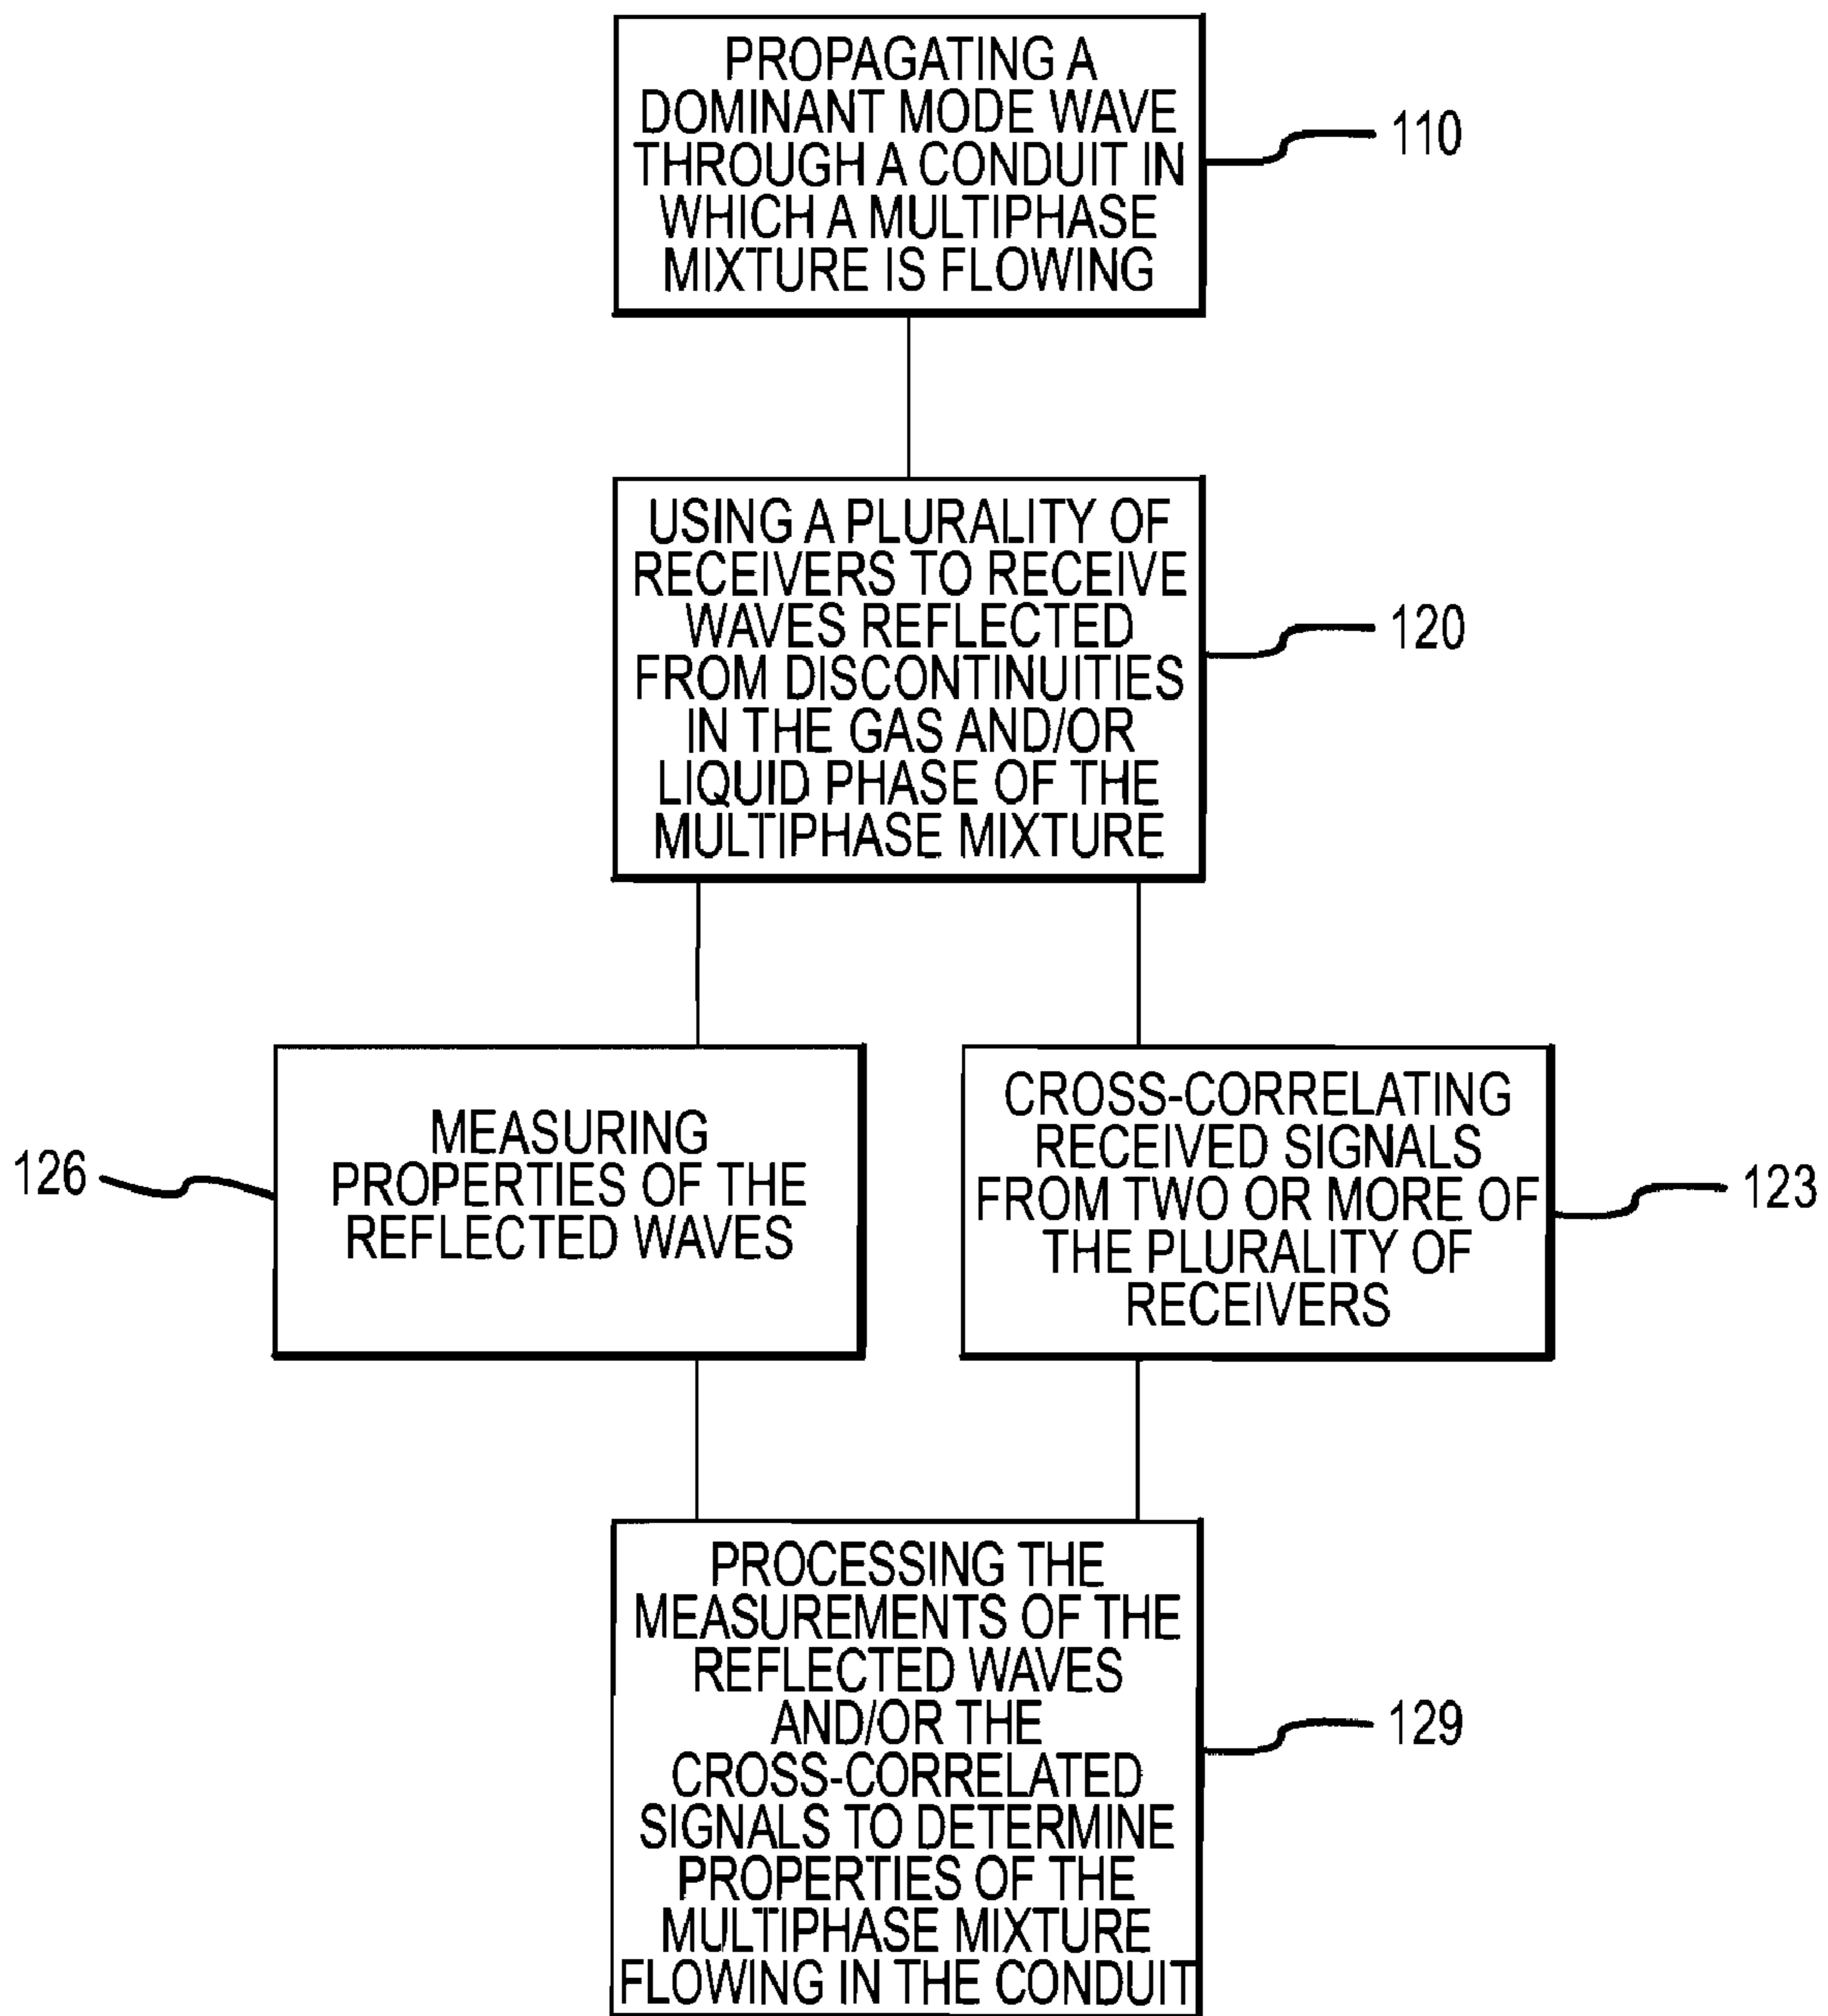 PROPAGATING A
DOMINANT MODE WAVE
THROUGH A CONDUIT IN
WHICH A MULTIPHASE
MIXTURE IS FLOWING
110
USING A PLURALITY OF
RECEIVERS TO RECEIVE
WAVES REFLECTED
FROM DISCONTINUITIES
IN THE GAS AND/OR
LIQUID PHASE OF THE
MULTIPHASE MIXTURE
120
126
MEASURING
PROPERTIES OF THE
REFLECTED WAVES
CROSS-CORRELATING
RECEIVED SIGNALS
FROM TWO OR MORE OF
THE PLURALITY OF
RECEIVERS
123
PROCESSING THE
MEASUREMENTS OF THE
REFLECTED WAVES
AND/OR THE
CROSS-CORRELATED
SIGNALS TO DETERMINE
PROPERTIES OF THE
MULTIPHASE MIXTURE
FLOWING IN THE CONDUIT
129